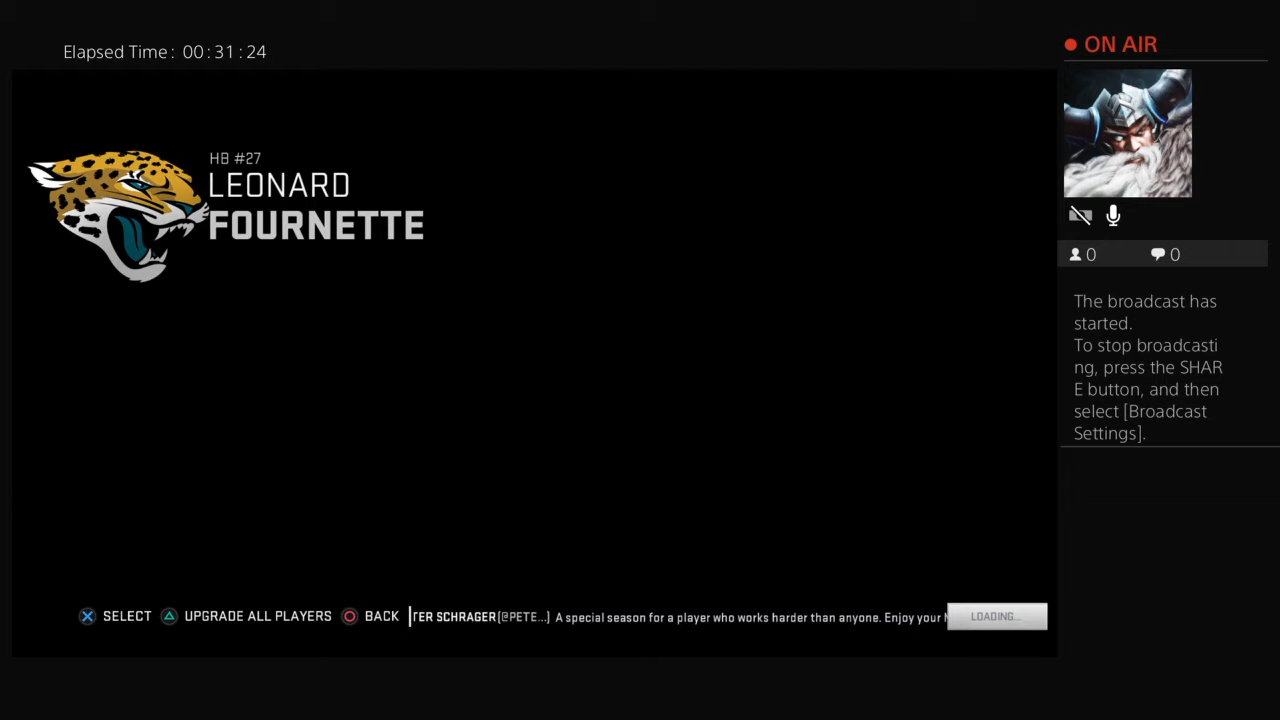 Elapsed Time: 00:31:24
ON AIR
HB #27
LEONARD
FOURNETTE
0
0
The broadcast has
started.
To stop broadcasti
ng, press the SHAR
E button, and then
select [Broadcast
Settings].
SELECT UPGRADE ALL PLAYERS BACK TER SCHRAGER (@PETE...) A special season for a player who works harder than anyone. Enjoy your LOADING...